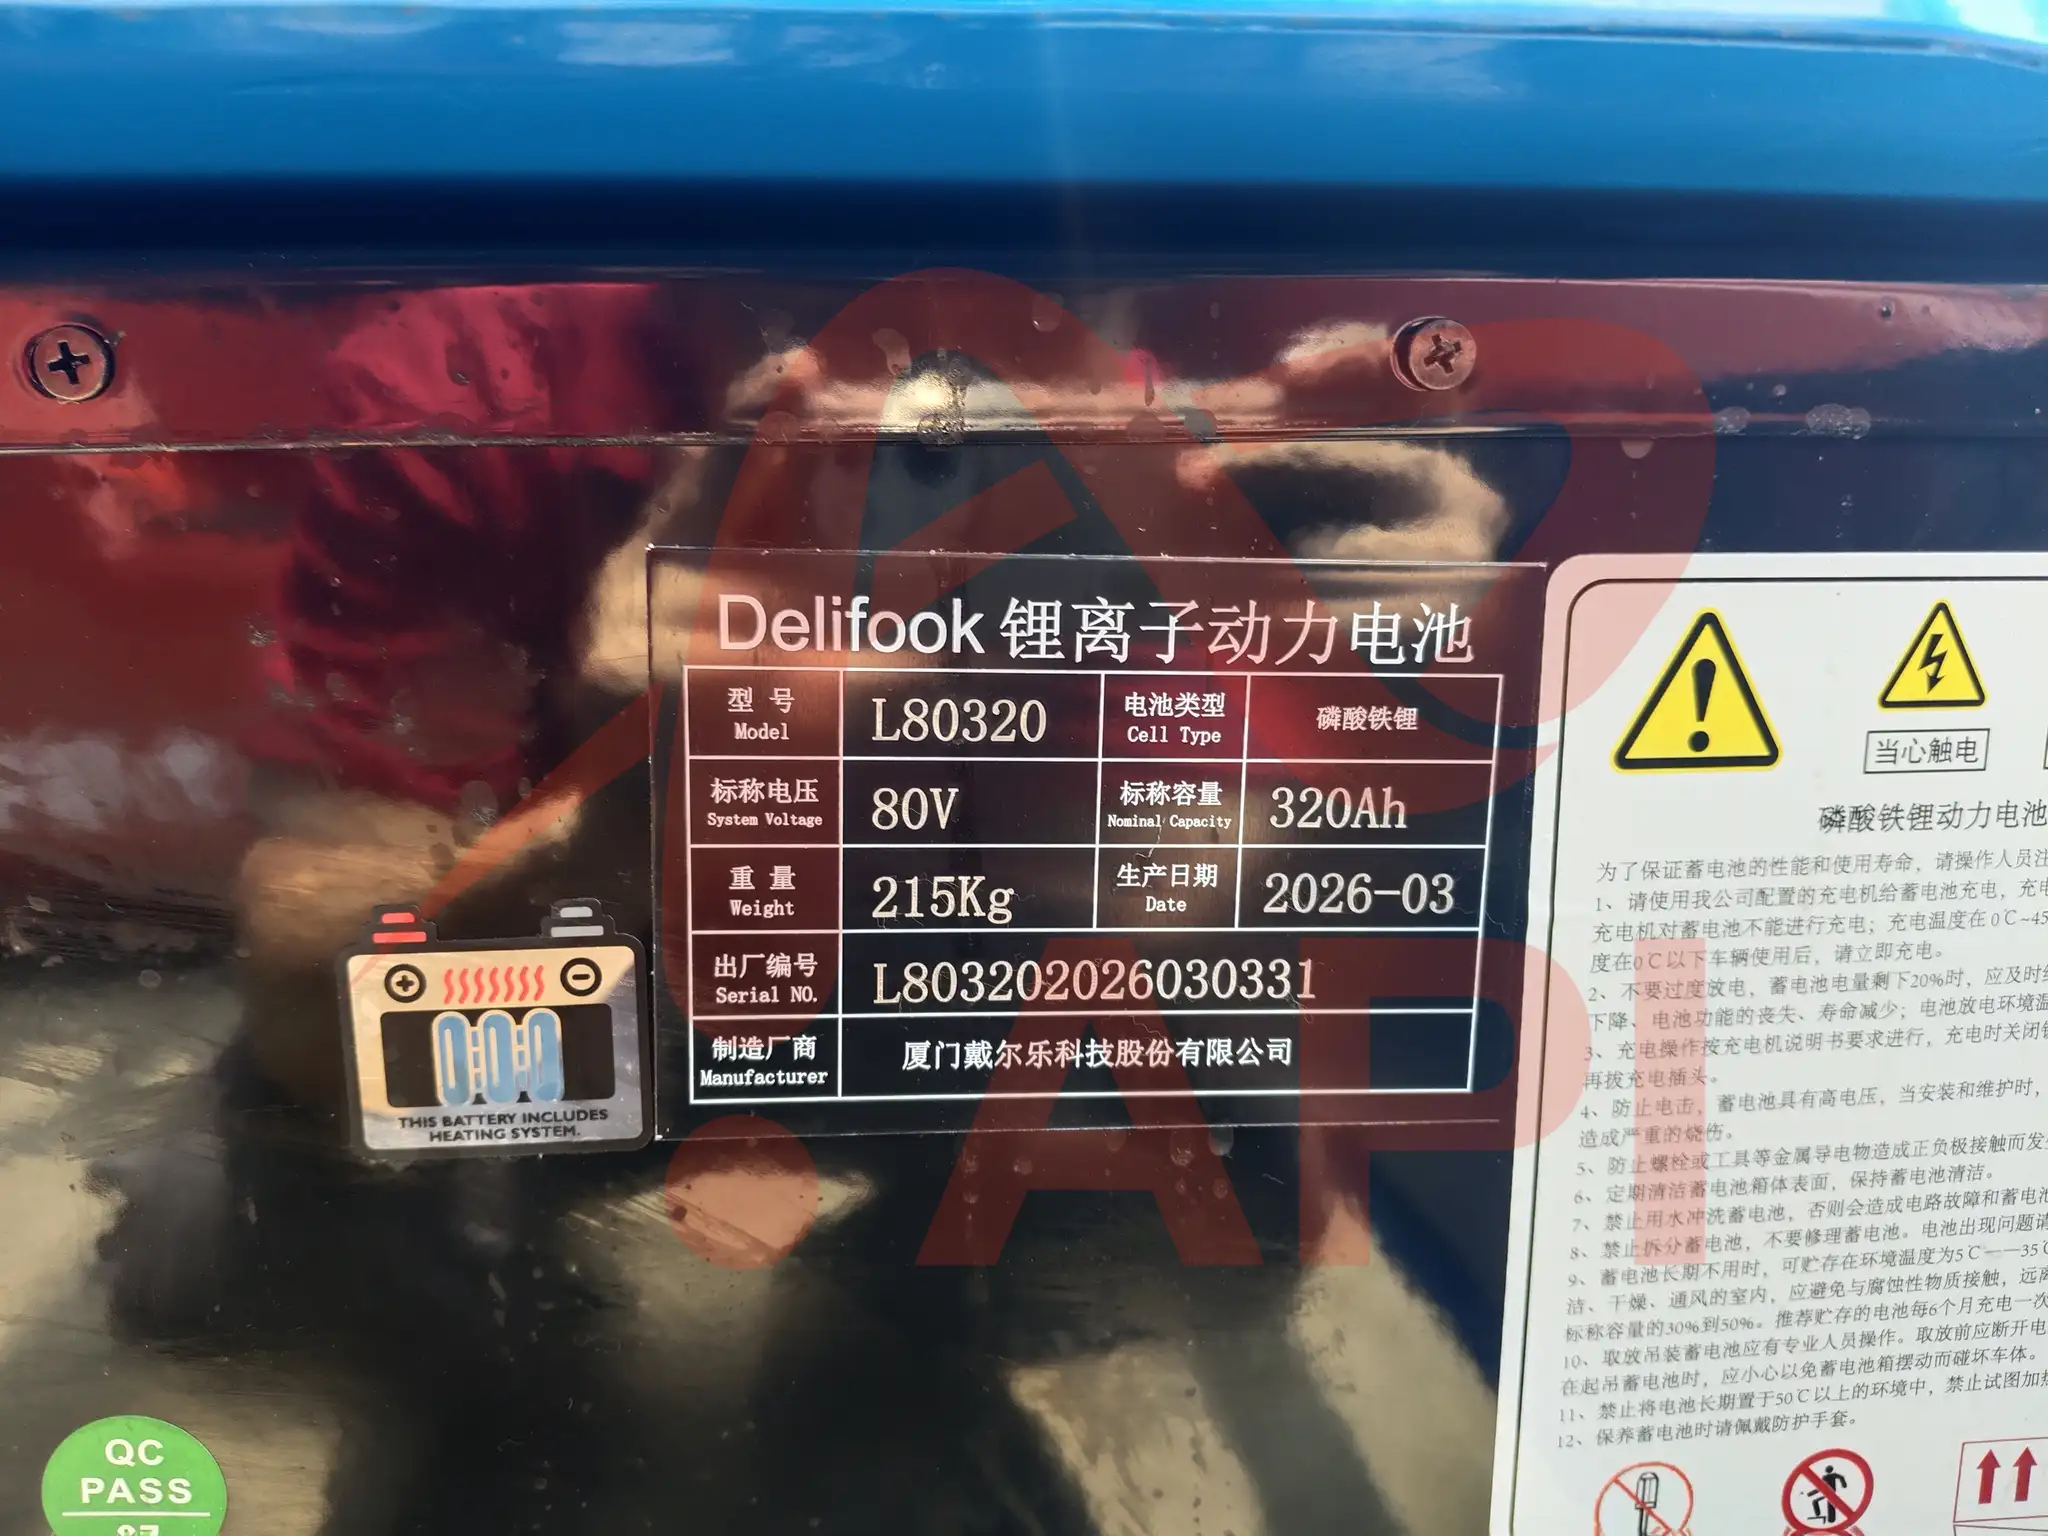 Delifook 锂离子动力电池
型 号
Model
L80320
电池类型
Cell Type
磷酸铁锂
标称电压
System Voltage
80V
标称容量
Nominal Capacity
320Ah
重 量
Weight
215Kg
生产日期
Date
2026-03
出厂编号
Serial NO.
L803202026030331
制造厂商
Manufacturer
厦门戴尔乐科技股份有限公司
THIS BATTERY INCLUDES
HEATING SYSTEM.
QC
PASS
API
当心触电
磷酸铁锂动力电池
为了保证蓄电池的性能和使用寿命，请操作人员注
1、请使用我公司配置的充电机给蓄电池充电，充电
充电机对蓄电池不能进行充电；充电温度在0℃~45
度在0℃以下车辆使用后，请立即充电。
2、不要过度放电，蓄电池电量剩下20%时，应及时给
下降、电池功能的丧失、寿命减少；电池放电环境温
3、充电操作按充电机说明书要求进行，充电时关闭钥
再拔充电插头。
4、防止电击，蓄电池具有高电压，当安装和维护时，
造成严重的烧伤。
5、防止螺栓或工具等金属导电物造成正负极接触而发生
6、定期清洁蓄电池箱体表面，保持蓄电池清洁。
7、禁止用水冲洗蓄电池，否则会造成电路故障和蓄电池
8、禁止拆分蓄电池，不要修理蓄电池。电池出现问题请
9、蓄电池长期不用时，可贮存在环境温度为5℃——35℃
洁、干燥、通风的室内，应避免与腐蚀性物质接触，远离
标称容量的30%到50%。推荐贮存的电池每6个月充电一次
10、取放吊装蓄电池应有专业人员操作。取放前应断开电
在起吊蓄电池时，应小心以免蓄电池箱摆动而碰坏车体。
11、禁止将电池长期置于50℃以上的环境中，禁止试图加热
12、保养蓄电池时请佩戴防护手套。